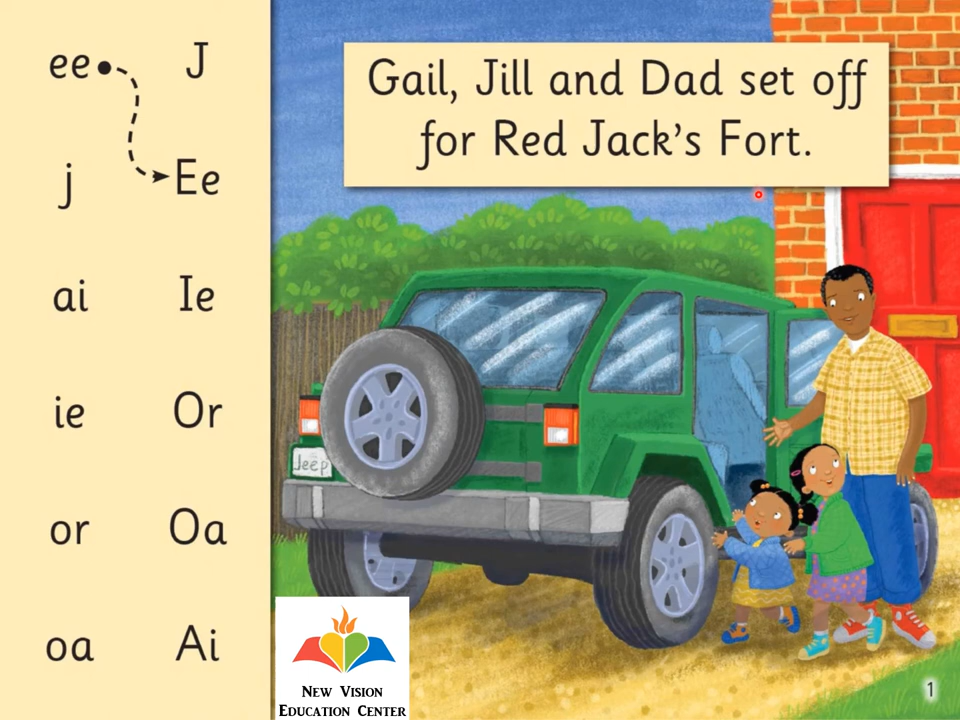 ee J
j Ee
ai Ie
ie Or
or Oa
oa Ai
Gail, Jill and Dad set off
for Red Jack's Fort.
Jeep
New Vision
Education Center
1